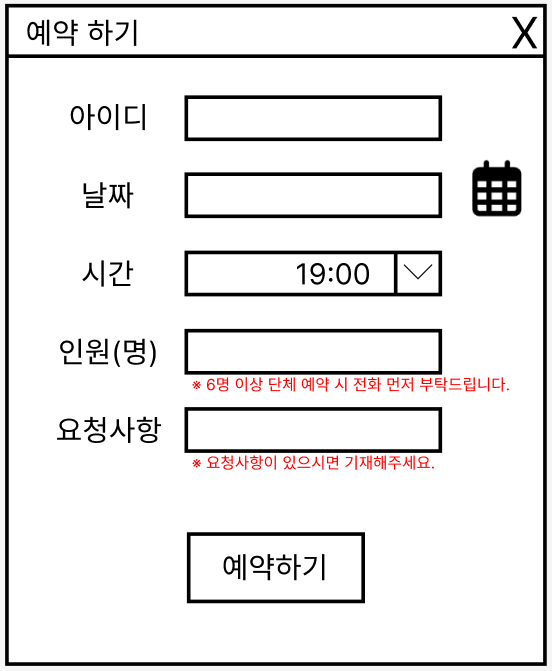 예약 하기 X
아이디
날짜
시간 19:00
인원(명)
※ 6명 이상 단체 예약 시 전화 먼저 부탁드립니다.
요청사항
※ 요청사항이 있으시면 기재해주세요.
예약하기